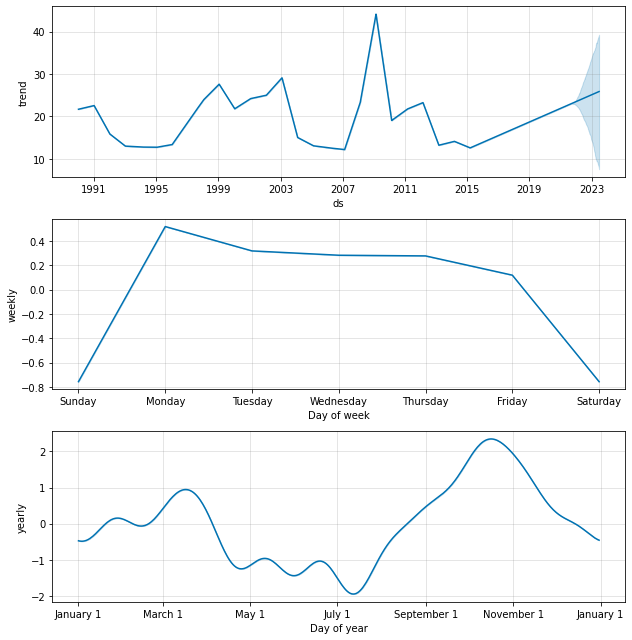 trend
40
30
20
10
1991 1995 1999 2003 2007 2011 2015 2019 2023
ds
weekly
0.4
0.2
0.0
−0.2
−0.4
−0.6
−0.8
Sunday Monday Tuesday Wednesday Thursday Friday Saturday
Day of week
yearly
2
1
0
−1
−2
January 1 March 1 May 1 July 1 September 1 November 1 January 1
Day of year